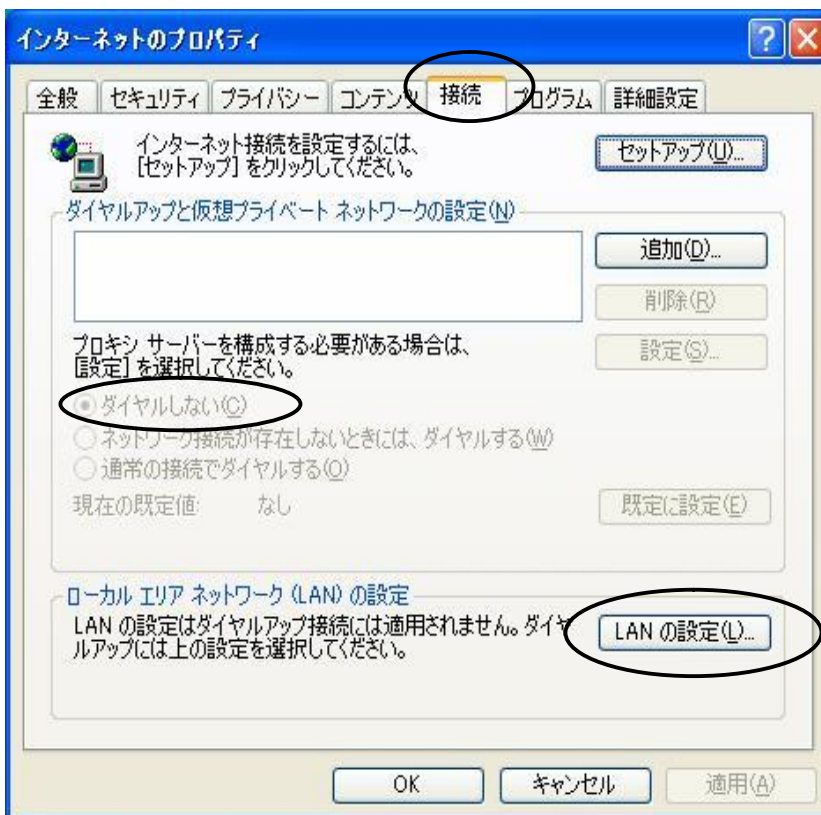 インターネットのプロパティ
全般 セキュリティ プライバシー コンテンツ 接続 プログラム 詳細設定
インターネット接続を設定するには、
[セットアップ] をクリックしてください。
セットアップ(U)...
ダイヤルアップと仮想プライベート ネットワークの設定(N)
追加(D)...
削除(R)
プロキシ サーバーを構成する必要がある場合は、
[設定] を選択してください。
設定(S)...
ダイヤルしない(C)
ネットワーク接続が存在しないときには、ダイヤルする(W)
通常の接続でダイヤルする(O)
現在の既定値: なし
既定に設定(E)
ローカル エリア ネットワーク (LAN) の設定
LAN の設定はダイヤルアップ接続には適用されません。ダイヤ
ルアップには上の設定を選択してください。
LAN の設定(L)...
OK キャンセル 適用(A)